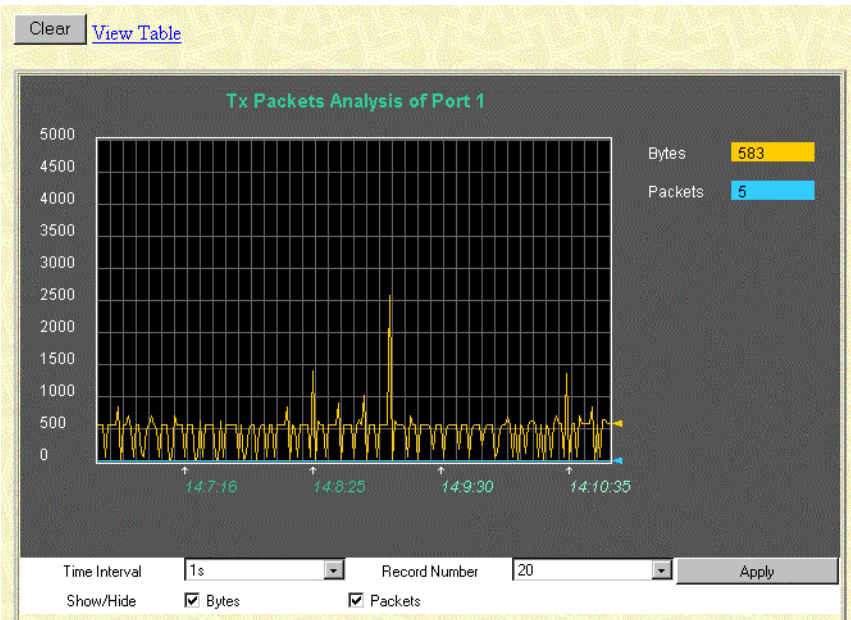 Clear View Table
Tx Packets Analysis of Port 1
5000
4500
4000
3500
3000
2500
2000
1500
1000
500
0
Bytes 583
Packets 5
14:7:16 14:8:25 14:9:30 14:10:35
Time Interval 1s Record Number 20 Apply
Show/Hide Bytes Packets